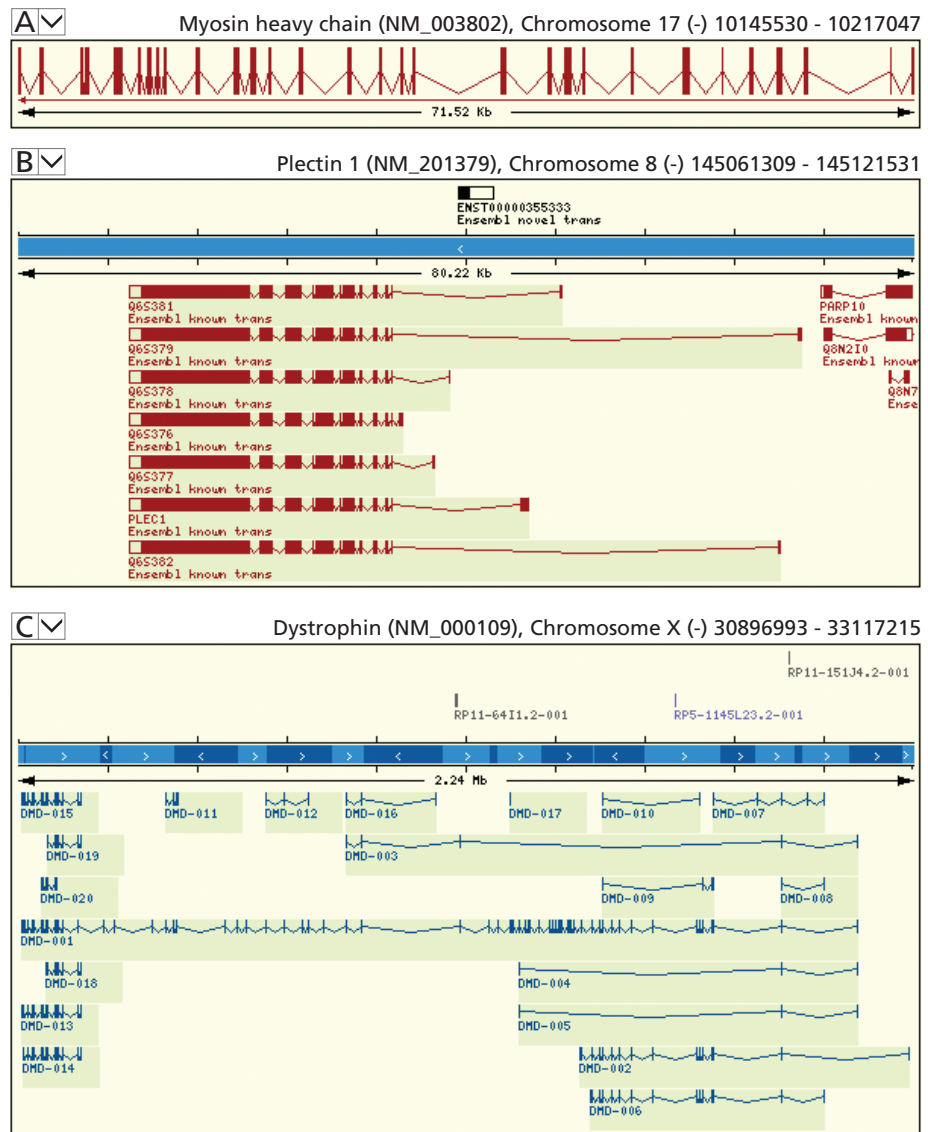 A
Myosin heavy chain (NM_003802), Chromosome 17 (-) 10145530 - 10217047
71.52 Kb
B
Plectin 1 (NM_201379), Chromosome 8 (-) 145061309 - 145121531
ENST00000355333
Ensembl novel trans
80.22 Kb
Q6S381
Ensembl known trans
PARP10
Ensembl known
Q6S379
Ensembl known trans
Q8N2I0
Ensembl know
Q6S378
Ensembl known trans
Q8N7
Ense
Q6S376
Ensembl known trans
Q6S377
Ensembl known trans
PLEC1
Ensembl known trans
Q6S382
Ensembl known trans
C
Dystrophin (NM_000109), Chromosome X (-) 30896993 - 33117215
RP11-151J4.2-001
RP11-64I1.2-001 RP5-1145L23.2-001
2.24 Mb
DMD-015 DMD-011 DMD-012 DMD-016 DMD-017 DMD-010 DMD-007
DMD-019 DMD-003
DMD-020 DMD-009 DMD-008
DMD-001
DMD-018 DMD-004
DMD-013 DMD-005
DMD-014 DMD-002
DMD-006